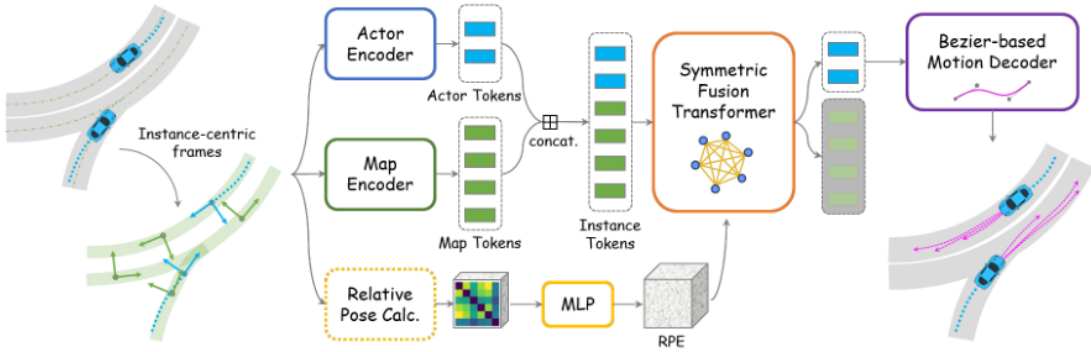 Instance-centric
frames
Actor
Encoder
Actor Tokens
Map
Encoder
Map Tokens
concat.
Instance
Tokens
Relative
Pose Calc.
MLP
RPE
Symmetric
Fusion
Transformer
Bezier-based
Motion Decoder